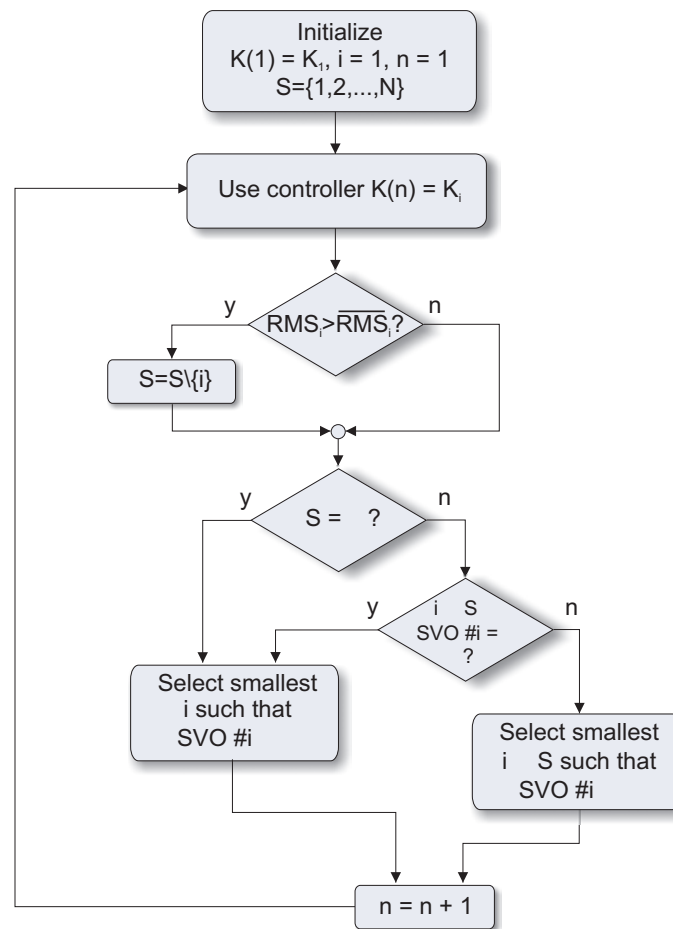 Initialize
K(1) = K₁, i = 1, n = 1
S={1,2,...,N}
Use controller K(n) = Kᵢ
y
n
RMSᵢ>R̅M̅S̅ᵢ?
S=S\{i}
y
n
S = ?
y
n
i S
SVO #i =
?
Select smallest
i such that
SVO #i
Select smallest
i S such that
SVO #i
n = n + 1